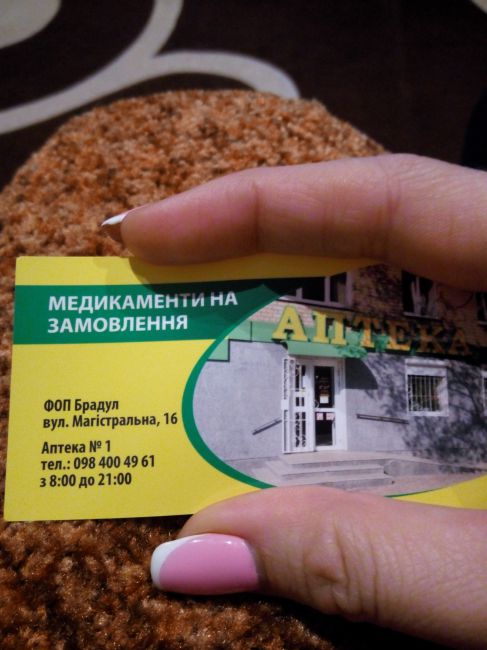 МЕДИКАМЕНТИ НА
ЗАМОВЛЕННЯ
АПТЕКА
ФОП Брадул
вул. Магістральна, 16
Аптека № 1
тел.: 098 400 49 61
з 8:00 до 21:00